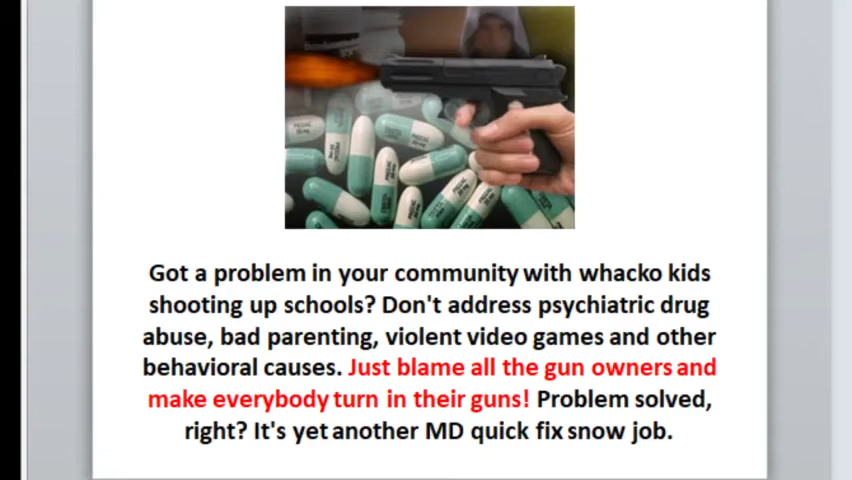 Got a problem in your community with whacko kids
shooting up schools? Don't address psychiatric drug
abuse, bad parenting, violent video games and other
behavioral causes. Just blame all the gun owners and
make everybody turn in their guns! Problem solved,
right? It's yet another MD quick fix snow job.